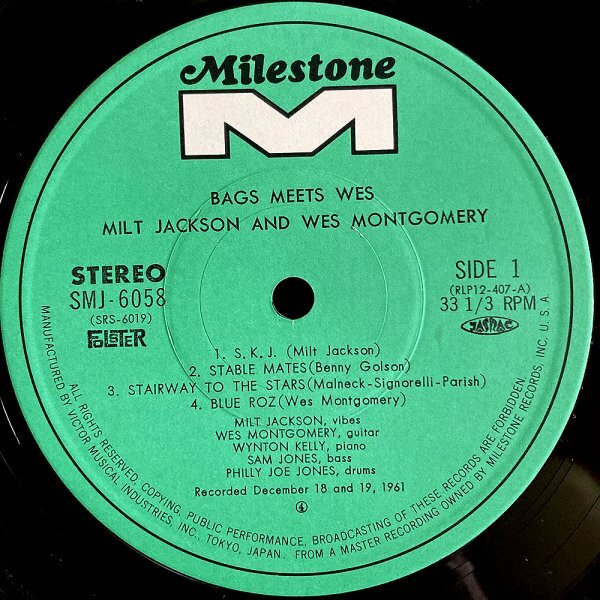 Milestone
M
BAGS MEETS WES
MILT JACKSON AND WES MONTGOMERY
STEREO
SMJ-6058
(SRS-6019)
FOLSTER
SIDE 1
(RLP12-407-A)
33 1/3 RPM
JASRAC
1. S. K. J. (Milt Jackson)
2. STABLE MATES (Benny Golson)
3. STAIRWAY TO THE STARS (Malneck-Signorelli-Parish)
4. BLUE ROZ (Wes Montgomery)
MILT JACKSON, vibes
WES MONTGOMERY, guitar
WYNTON KELLY, piano
SAM JONES, bass
PHILLY JOE JONES, drums
Recorded December 18 and 19, 1961
4
ALL RIGHTS RESERVED, COPYING, PUBLIC PERFORMANCE, BROADCASTING OF THESE RECORDS ARE FORBIDDEN.
MANUFACTURED BY VICTOR MUSICAL INDUSTRIES, INC., TOKYO, JAPAN. FROM A MASTER RECORDING OWNED BY MILESTONE RECORDS, INC, U. S. A.